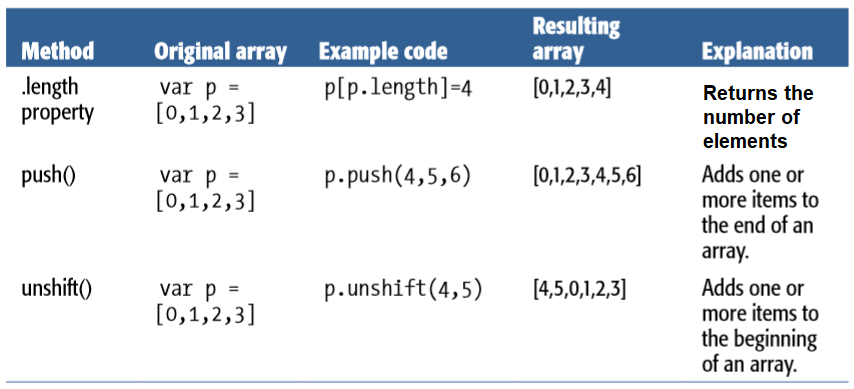 Method Original array Example code Resulting array Explanation
.length property var p = [0,1,2,3] p[p.length]=4 [0,1,2,3,4] Returns the number of elements
push() var p = [0,1,2,3] p.push(4,5,6) [0,1,2,3,4,5,6] Adds one or more items to the end of an array.
unshift() var p = [0,1,2,3] p.unshift(4,5) [4,5,0,1,2,3] Adds one or more items to the beginning of an array.